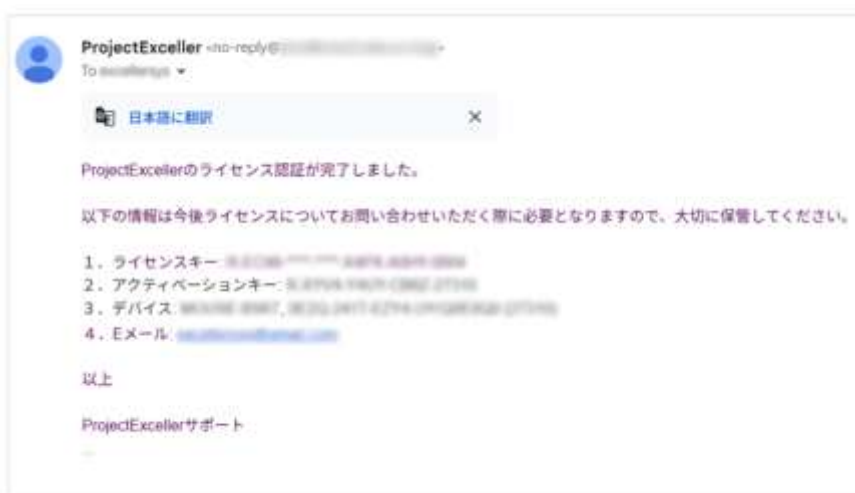 ProjectExceller <no-reply@
To
日本語に翻訳
ProjectExcellerのライセンス認証が完了しました。
以下の情報は今後ライセンスについてお問い合わせいただく際に必要となりますので、大切に保管してください。
1. ライセンスキー:
2. アクティベーションキー:
3. デバイス:
4. Eメール:
以上
ProjectExcellerサポート